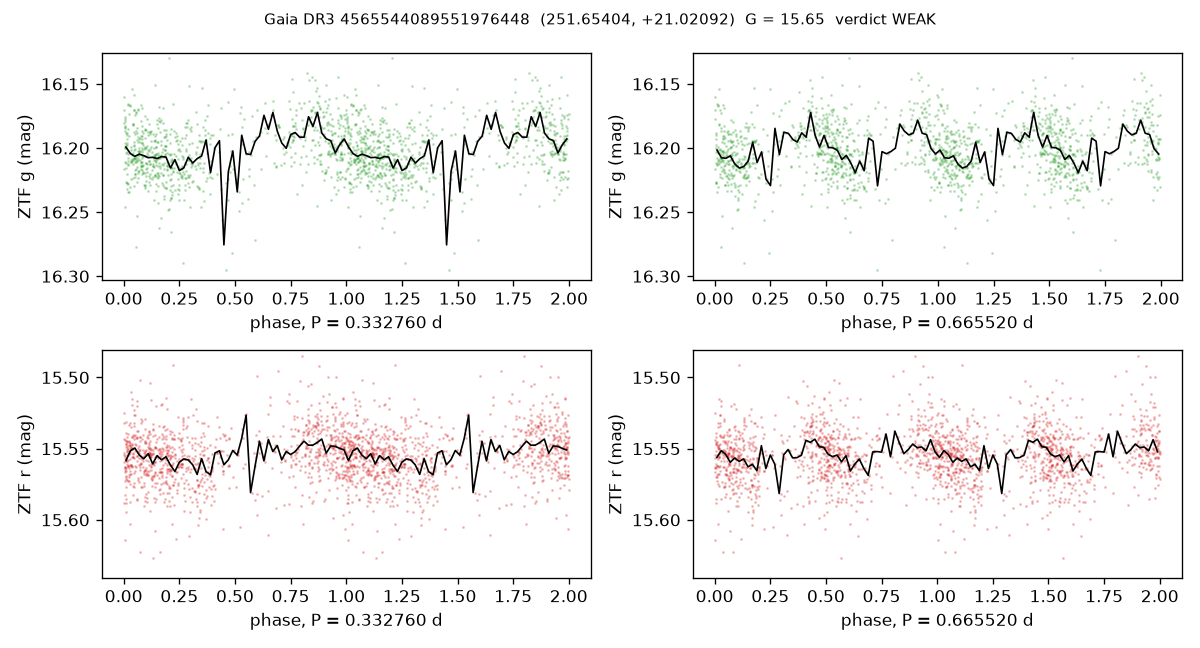 Gaia DR3 4565544089551976448  (251.65404, +21.02092)  G = 15.65  verdict WEAK
ZTF g (mag)
16.15
16.20
16.25
16.30
0.00 0.25 0.50 0.75 1.00 1.25 1.50 1.75 2.00
phase, P = 0.332760 d
ZTF g (mag)
16.15
16.20
16.25
16.30
0.00 0.25 0.50 0.75 1.00 1.25 1.50 1.75 2.00
phase, P = 0.665520 d
ZTF r (mag)
15.50
15.55
15.60
0.00 0.25 0.50 0.75 1.00 1.25 1.50 1.75 2.00
phase, P = 0.332760 d
ZTF r (mag)
15.50
15.55
15.60
0.00 0.25 0.50 0.75 1.00 1.25 1.50 1.75 2.00
phase, P = 0.665520 d